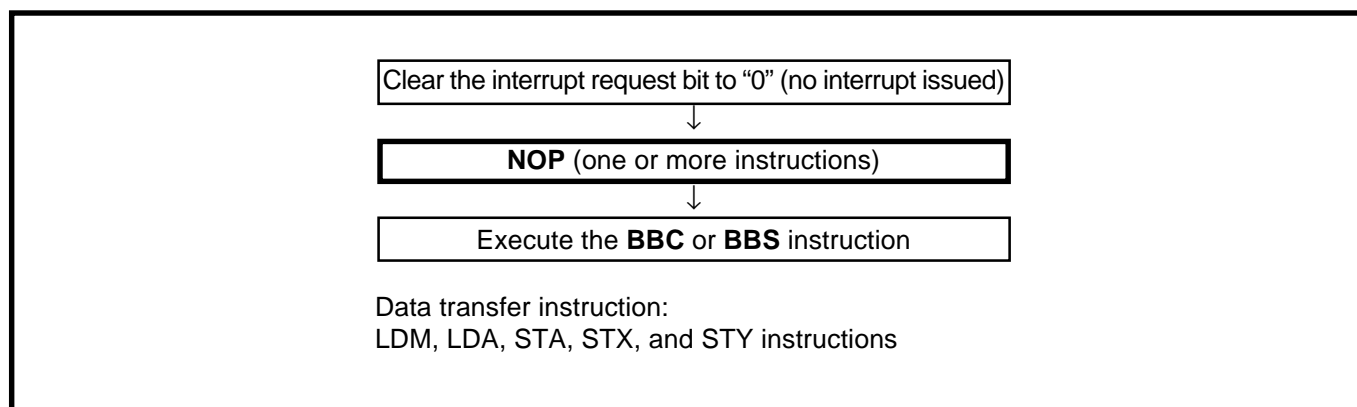 Clear the interrupt request bit to “0” (no interrupt issued)
↓
NOP (one or more instructions)
↓
Execute the BBC or BBS instruction
Data transfer instruction:
LDM, LDA, STA, STX, and STY instructions